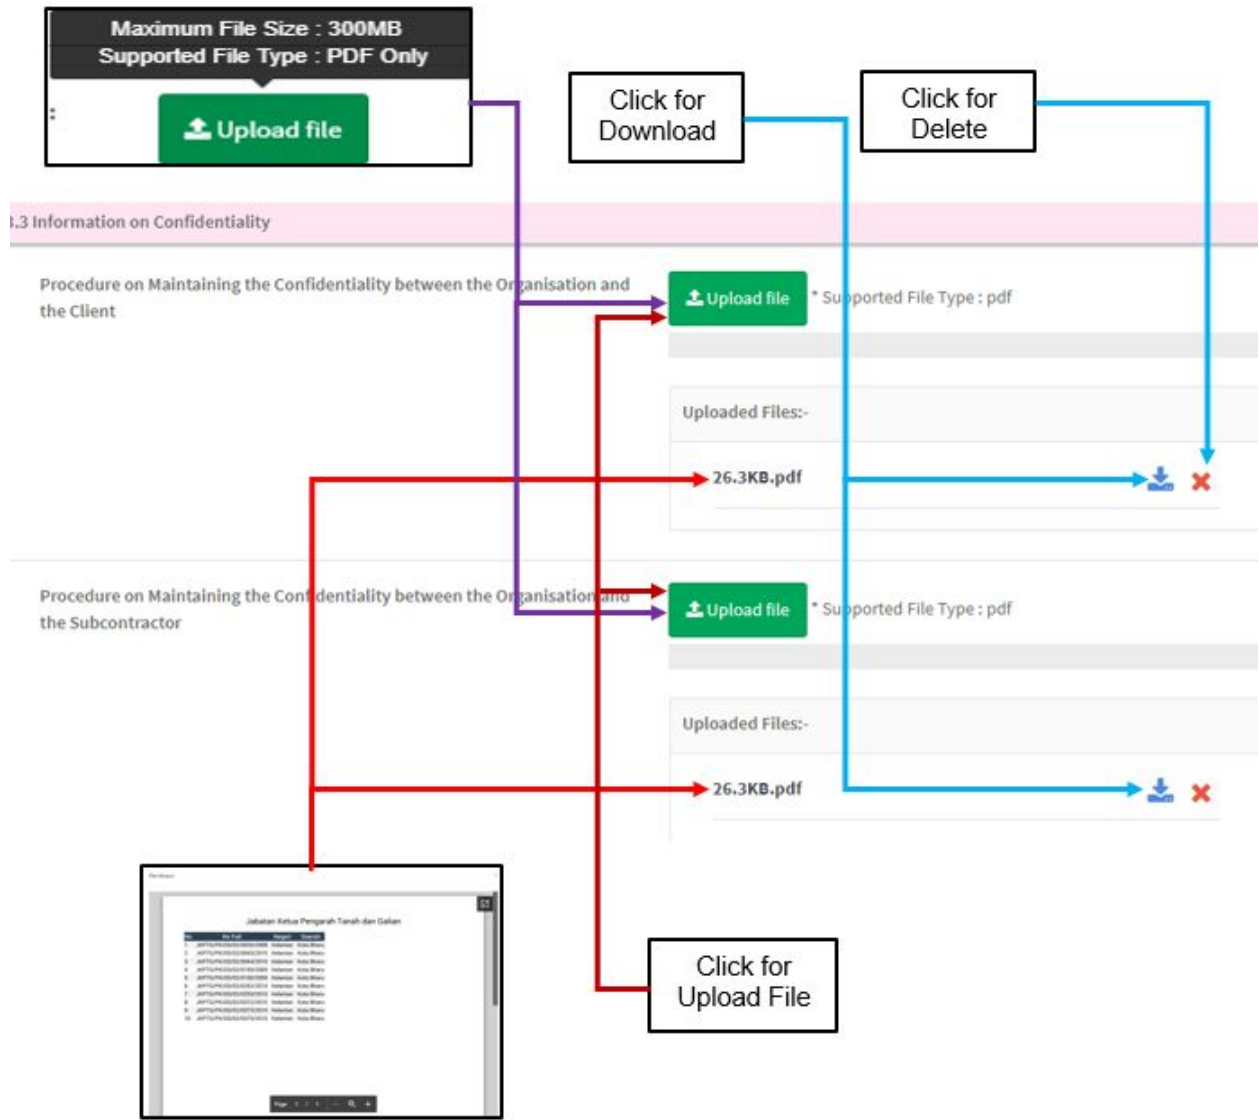 Maximum File Size : 300MB
Supported File Type : PDF Only
:
Upload file
Click for
Download
Click for
Delete
.3 Information on Confidentiality
Procedure on Maintaining the Confidentiality between the Organisation and
the Client
Upload file * Supported File Type : pdf
Uploaded Files:-
26.3KB.pdf
Procedure on Maintaining the Confidentiality between the Organisation and
the Subcontractor
Upload file * Supported File Type : pdf
Uploaded Files:-
26.3KB.pdf
Jabatan Ketua Pengarah Tanah dan Galian
Page
Click for
Upload File